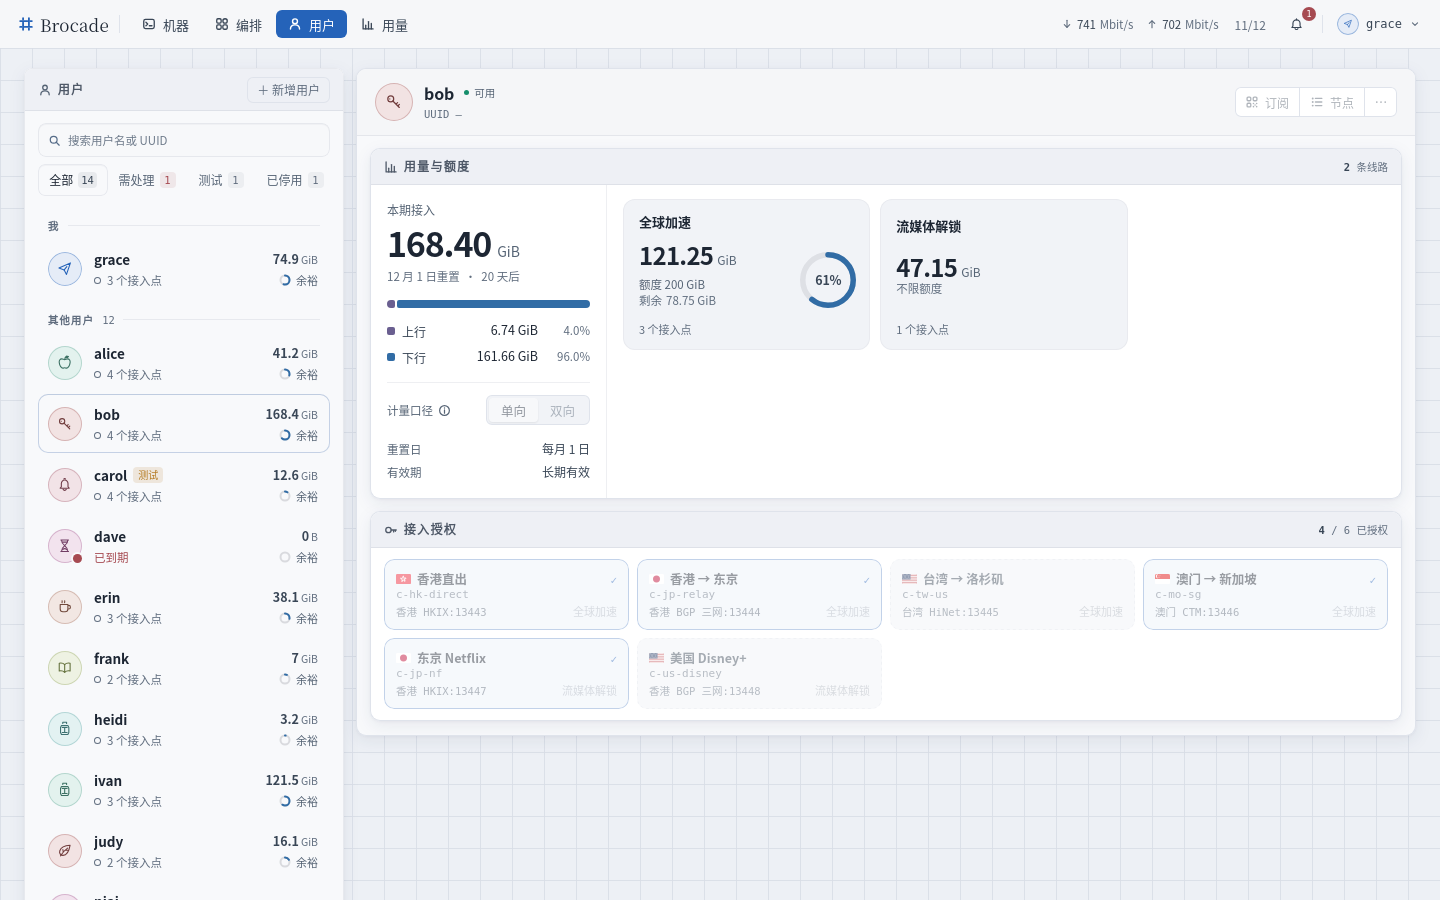 Brocade
机器
编排
用户
用量
741 Mbit/s
702 Mbit/s
11/12
1
grace
用户
新增用户
搜索用户名或 UUID
全部 14
需处理 1
测试 1
已停用 1
我
grace
74.9 GiB
3 个接入点
余裕
其他用户 12
alice
41.2 GiB
4 个接入点
余裕
bob
168.4 GiB
4 个接入点
余裕
carol 测试
12.6 GiB
4 个接入点
余裕
dave
0 B
已到期
余裕
erin
38.1 GiB
3 个接入点
余裕
frank
7 GiB
2 个接入点
余裕
heidi
3.2 GiB
3 个接入点
余裕
ivan
121.5 GiB
3 个接入点
余裕
judy
16.1 GiB
2 个接入点
余裕
bob
可用
UUID —
订阅
节点
···
用量与额度
2 条线路
本期接入
168.40 GiB
12 月 1 日重置 · 20 天后
上行 6.74 GiB 4.0%
下行 161.66 GiB 96.0%
计量口径
单向 双向
重置日 每月 1 日
有效期 长期有效
全球加速
121.25 GiB
额度 200 GiB
剩余 78.75 GiB
61%
3 个接入点
流媒体解锁
47.15 GiB
不限额度
1 个接入点
接入授权
4 / 6 已授权
香港直出 ✓
c-hk-direct
香港 HKIX:13443 全球加速
香港 → 东京 ✓
c-jp-relay
香港 BGP 三网:13444 全球加速
台湾 → 洛杉矶
c-tw-us
台湾 HiNet:13445 全球加速
澳门 → 新加坡 ✓
c-mo-sg
澳门 CTM:13446 全球加速
东京 Netflix ✓
c-jp-nf
香港 HKIX:13447 流媒体解锁
美国 Disney+
c-us-disney
香港 BGP 三网:13448 流媒体解锁